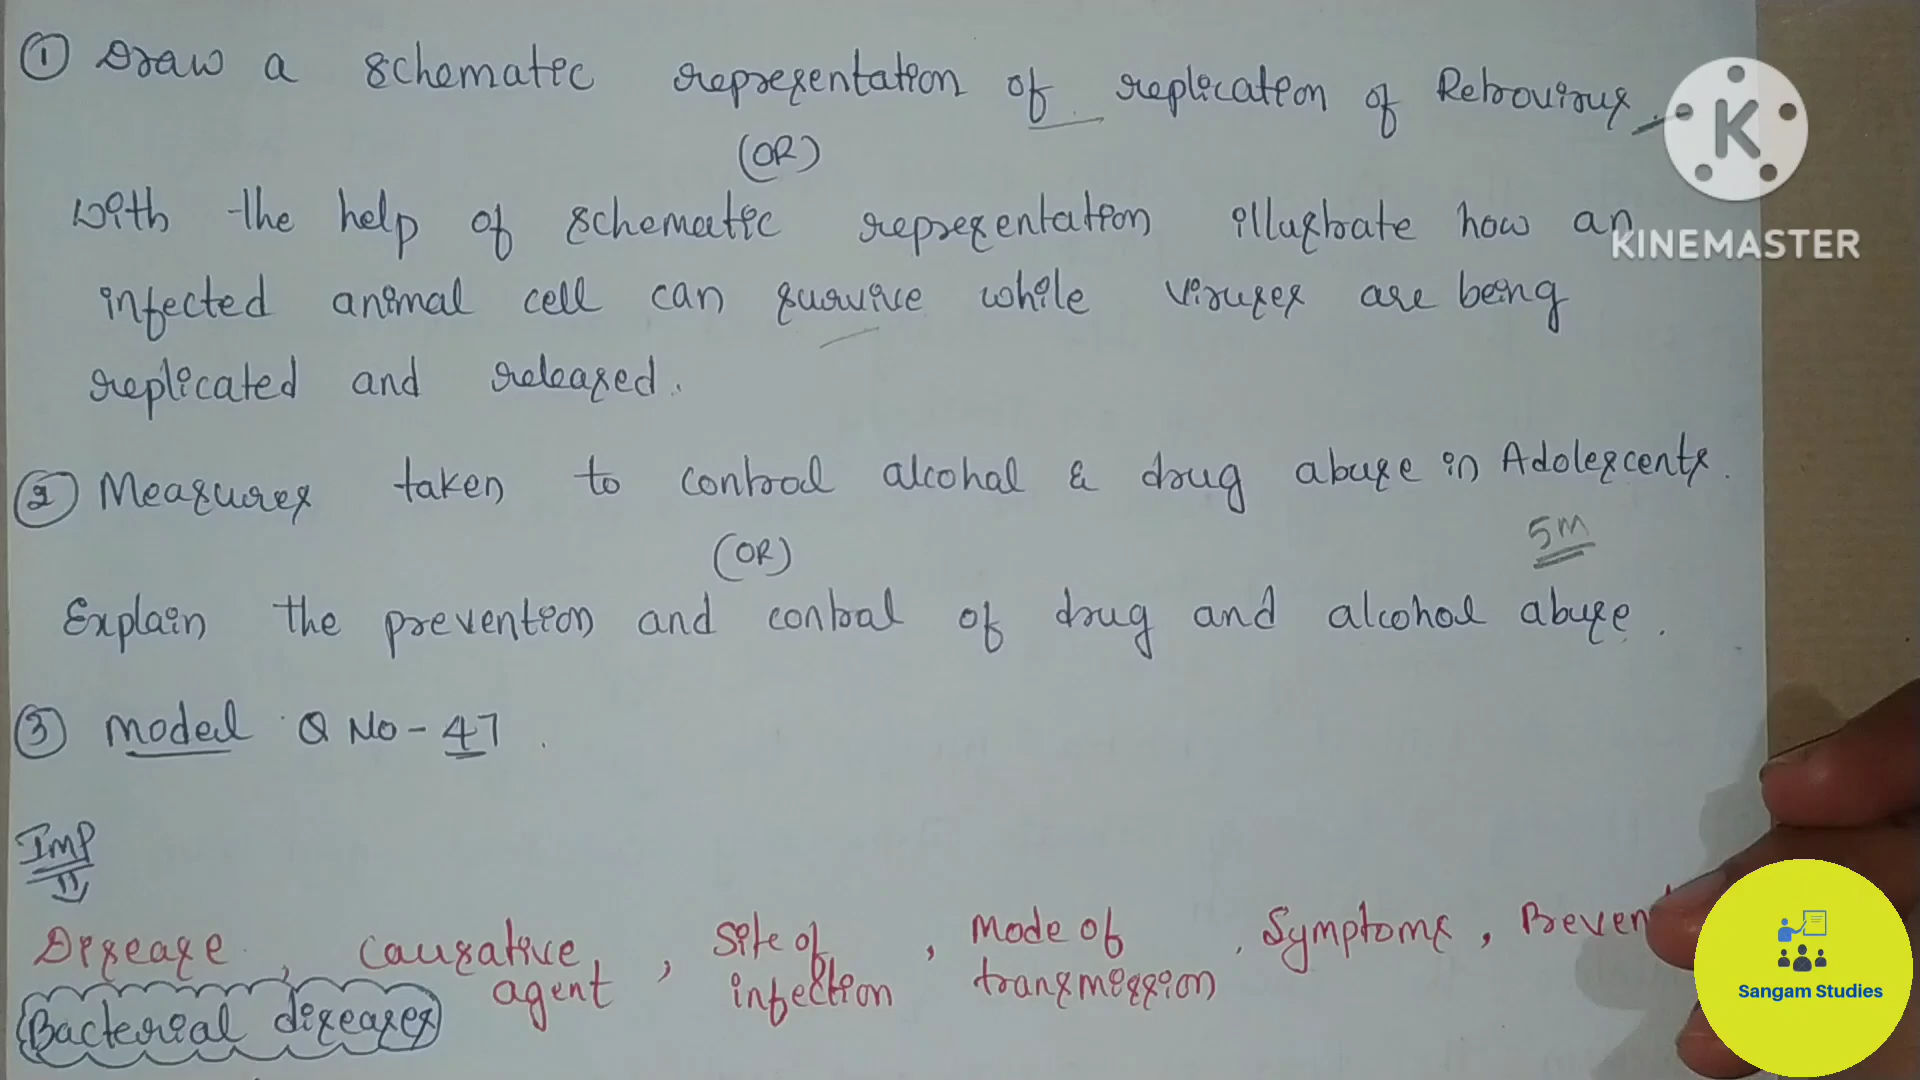 ① Draw a schematic representation of replication of Retrovirus.
(OR)
With the help of schematic representation illustrate how an
infected animal cell can survive while viruses are being
replicated and released.
② Measures taken to control alcohal & drug abuse in Adolescents.
5M
(OR)
Explain the prevention and control of drug and alcohol abuse.
③ Model Q No - 47.
Imp
Disease, causative agent, Site of infection, Mode of transmission, Symptoms, Preven
Bacterial diseases
K
KINEMASTER
Sangam Studies